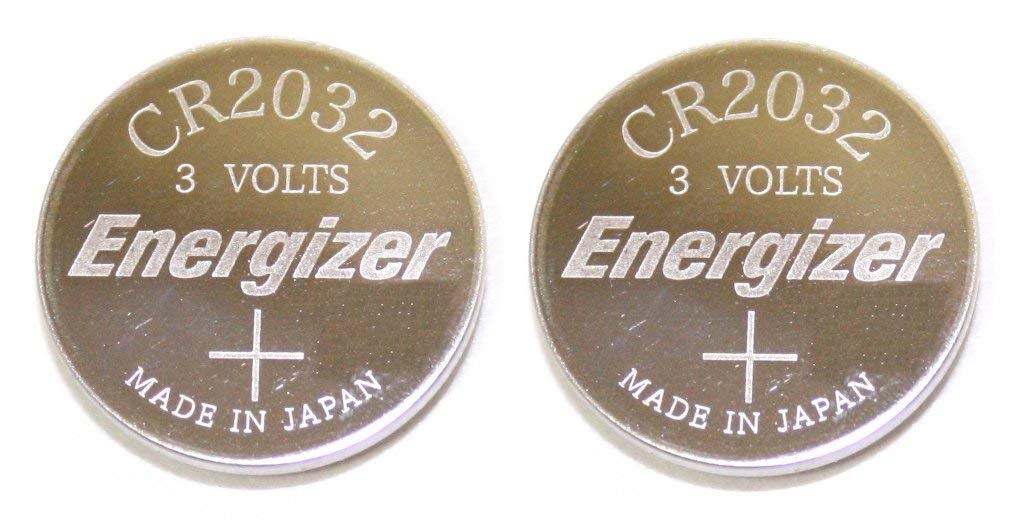 CR2032
3 VOLTS
Energizer
+
MADE IN JAPAN
CR2032
3 VOLTS
Energizer
+
MADE IN JAPAN